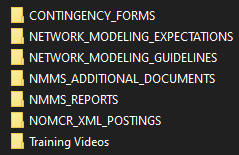 CONTINGENCY_FORMS
NETWORK_MODELING_EXPECTATIONS
NETWORK_MODELING_GUIDELINES
NMMS_ADDITIONAL_DOCUMENTS
NMMS_REPORTS
NOMCR_XML_POSTINGS
Training Videos